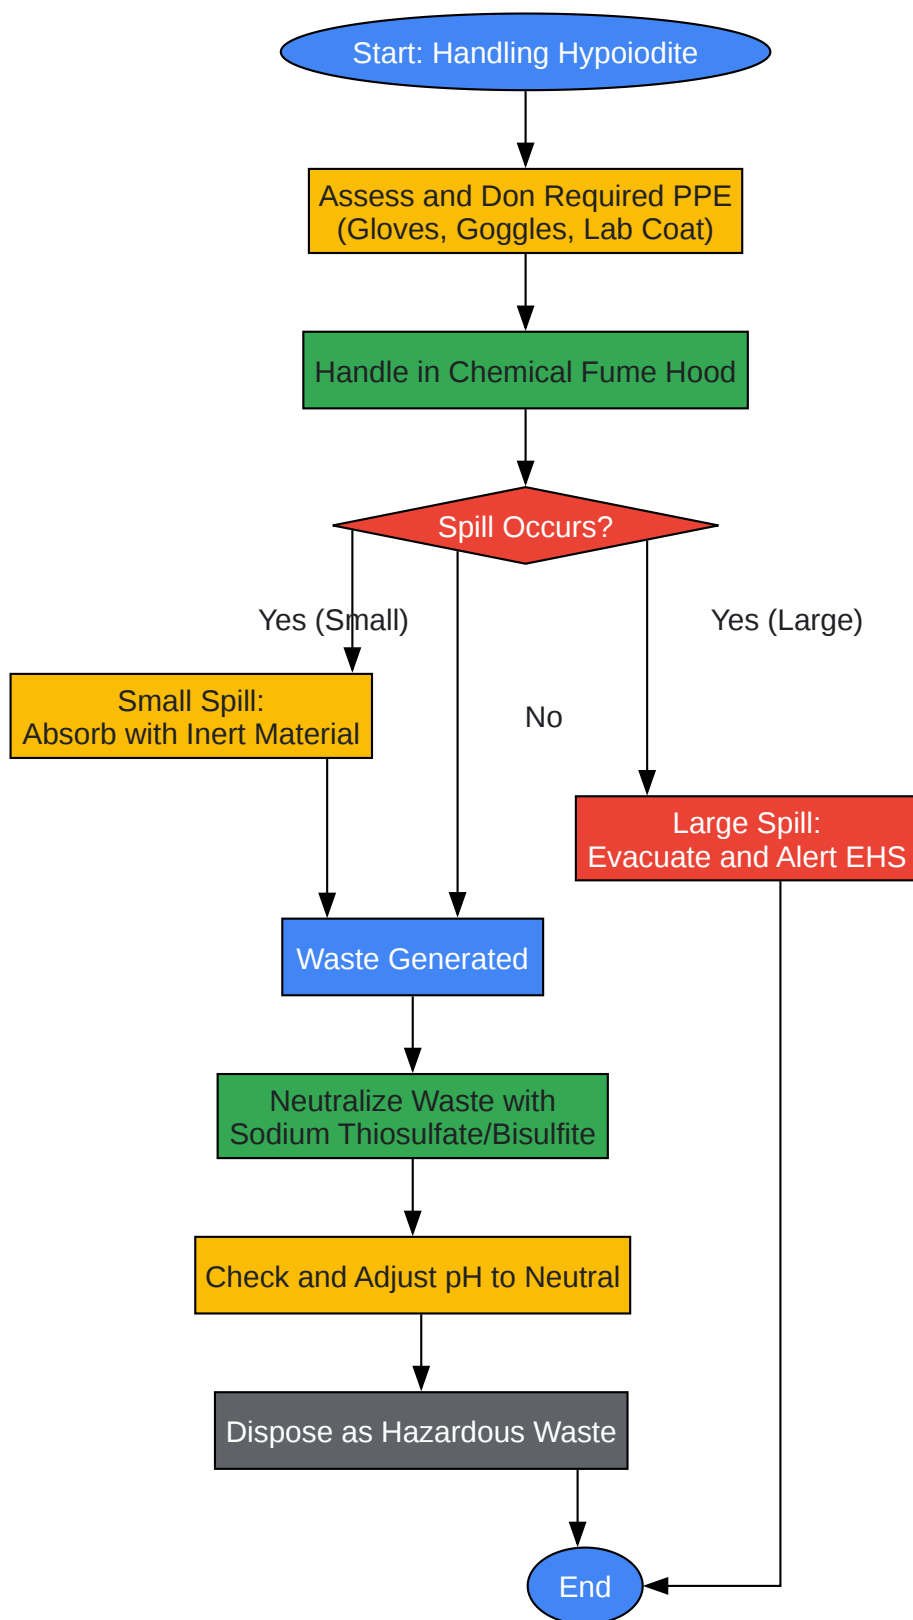 Start: Handling Hypoiodite
Assess and Don Required PPE
(Gloves, Goggles, Lab Coat)
Handle in Chemical Fume Hood
Spill Occurs?
Yes (Small)
Yes (Large)
Small Spill:
Absorb with Inert Material
No
Large Spill:
Evacuate and Alert EHS
Waste Generated
Neutralize Waste with
Sodium Thiosulfate/Bisulfite
Check and Adjust pH to Neutral
Dispose as Hazardous Waste
End